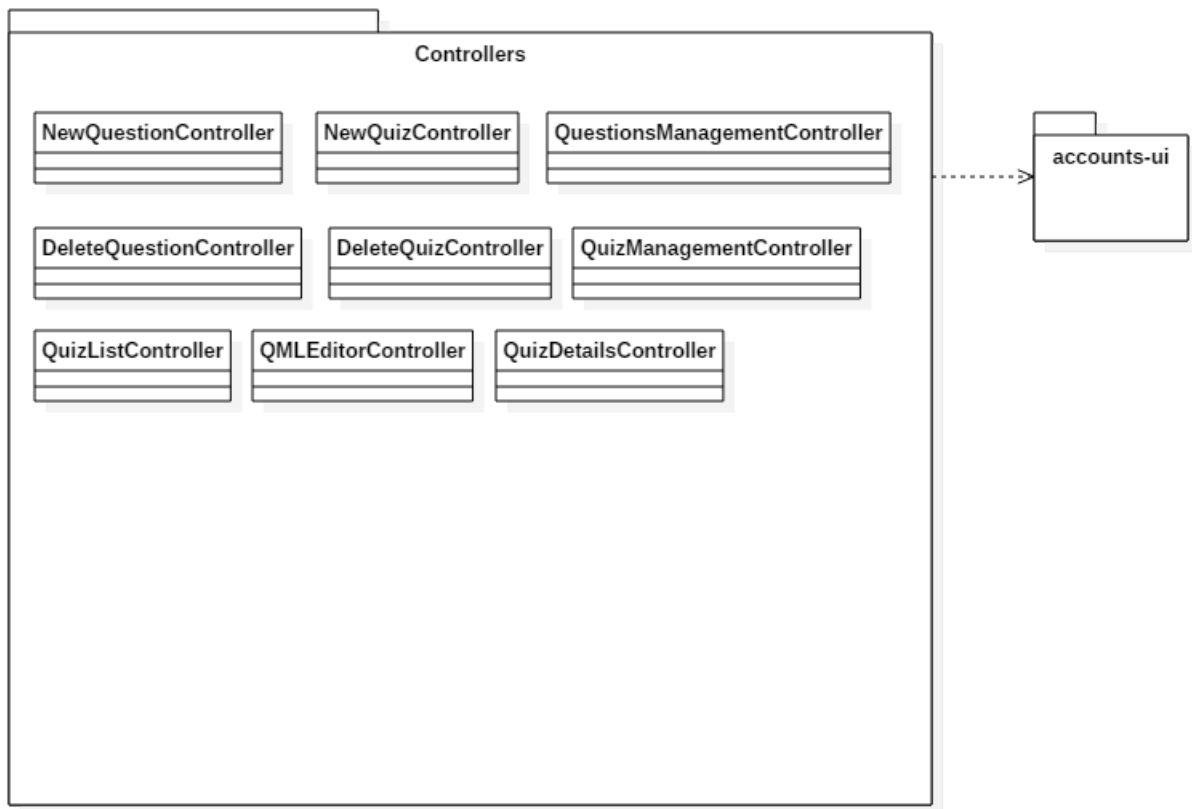 Controllers
NewQuestionController
NewQuizController
QuestionsManagementController
accounts-ui
DeleteQuestionController
DeleteQuizController
QuizManagementController
QuizListController
QMLEditorController
QuizDetailsController